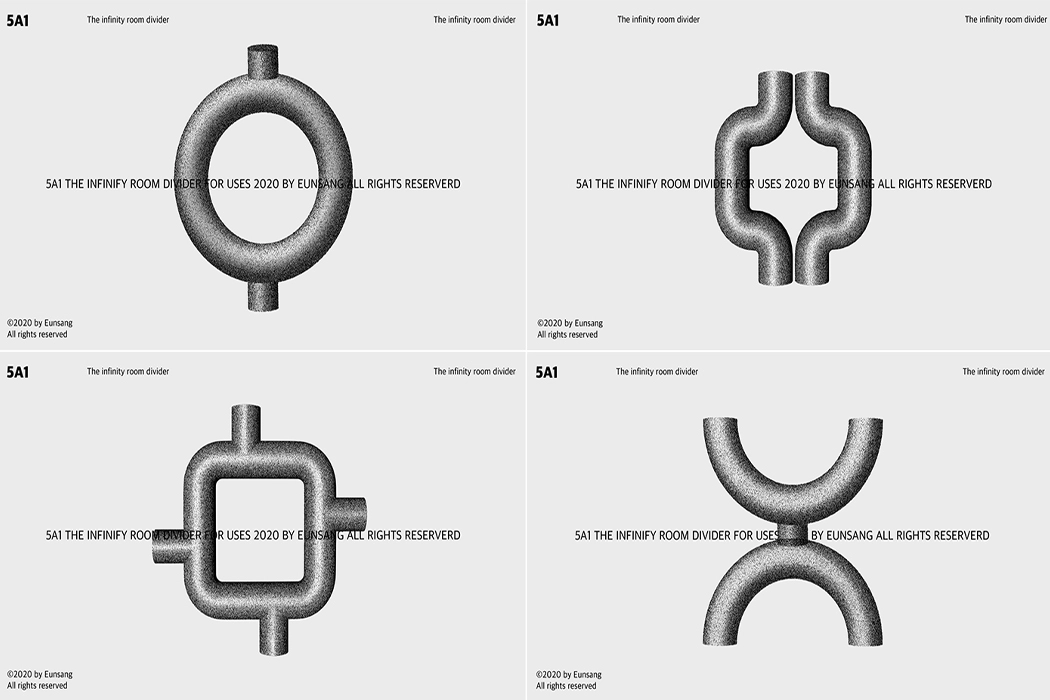 5A1 The infinity room divider The infinity room divider
5A1 THE INFINIFY ROOM DIVIDER FOR USES 2020 BY EUNSANG ALL RIGHTS RESERVERD
©2020 by Eunsang
All rights reserved
5A1 The infinity room divider The infinity room divider
5A1 THE INFINIFY ROOM DIVIDER FOR USES 2020 BY EUNSANG ALL RIGHTS RESERVERD
©2020 by Eunsang
All rights reserved
5A1 The infinity room divider The infinity room divider
5A1 THE INFINIFY ROOM DIVIDER FOR USES 2020 BY EUNSANG ALL RIGHTS RESERVERD
©2020 by Eunsang
All rights reserved
5A1 The infinity room divider The infinity room divider
5A1 THE INFINIFY ROOM DIVIDER FOR USES BY EUNSANG ALL RIGHTS RESERVERD
©2020 by Eunsang
All rights reserved